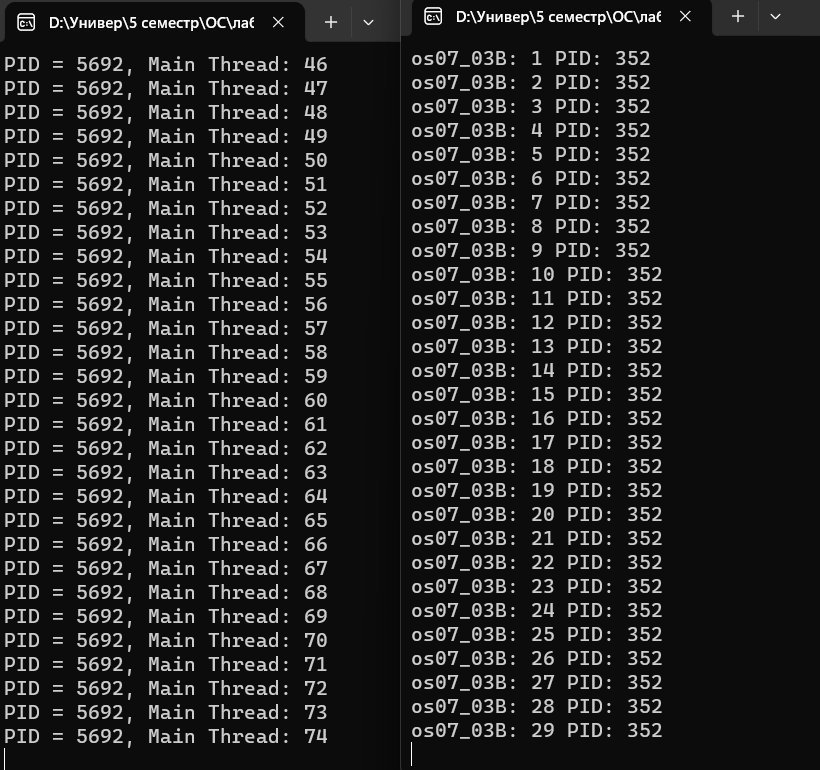 D:\Универ\5 семестр\ОС\лаб
PID = 5692, Main Thread: 46
PID = 5692, Main Thread: 47
PID = 5692, Main Thread: 48
PID = 5692, Main Thread: 49
PID = 5692, Main Thread: 50
PID = 5692, Main Thread: 51
PID = 5692, Main Thread: 52
PID = 5692, Main Thread: 53
PID = 5692, Main Thread: 54
PID = 5692, Main Thread: 55
PID = 5692, Main Thread: 56
PID = 5692, Main Thread: 57
PID = 5692, Main Thread: 58
PID = 5692, Main Thread: 59
PID = 5692, Main Thread: 60
PID = 5692, Main Thread: 61
PID = 5692, Main Thread: 62
PID = 5692, Main Thread: 63
PID = 5692, Main Thread: 64
PID = 5692, Main Thread: 65
PID = 5692, Main Thread: 66
PID = 5692, Main Thread: 67
PID = 5692, Main Thread: 68
PID = 5692, Main Thread: 69
PID = 5692, Main Thread: 70
PID = 5692, Main Thread: 71
PID = 5692, Main Thread: 72
PID = 5692, Main Thread: 73
PID = 5692, Main Thread: 74
D:\Универ\5 семестр\ОС\лаб
os07_03B: 1 PID: 352
os07_03B: 2 PID: 352
os07_03B: 3 PID: 352
os07_03B: 4 PID: 352
os07_03B: 5 PID: 352
os07_03B: 6 PID: 352
os07_03B: 7 PID: 352
os07_03B: 8 PID: 352
os07_03B: 9 PID: 352
os07_03B: 10 PID: 352
os07_03B: 11 PID: 352
os07_03B: 12 PID: 352
os07_03B: 13 PID: 352
os07_03B: 14 PID: 352
os07_03B: 15 PID: 352
os07_03B: 16 PID: 352
os07_03B: 17 PID: 352
os07_03B: 18 PID: 352
os07_03B: 19 PID: 352
os07_03B: 20 PID: 352
os07_03B: 21 PID: 352
os07_03B: 22 PID: 352
os07_03B: 23 PID: 352
os07_03B: 24 PID: 352
os07_03B: 25 PID: 352
os07_03B: 26 PID: 352
os07_03B: 27 PID: 352
os07_03B: 28 PID: 352
os07_03B: 29 PID: 352